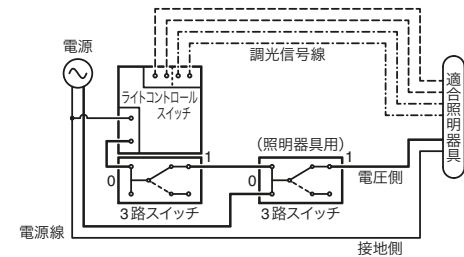 電源
調光信号線
ライトコントロール
スイッチ
適合照明器具
(照明器具用)
1
1
0
0
電圧側
3路スイッチ
3路スイッチ
電源線
接地側